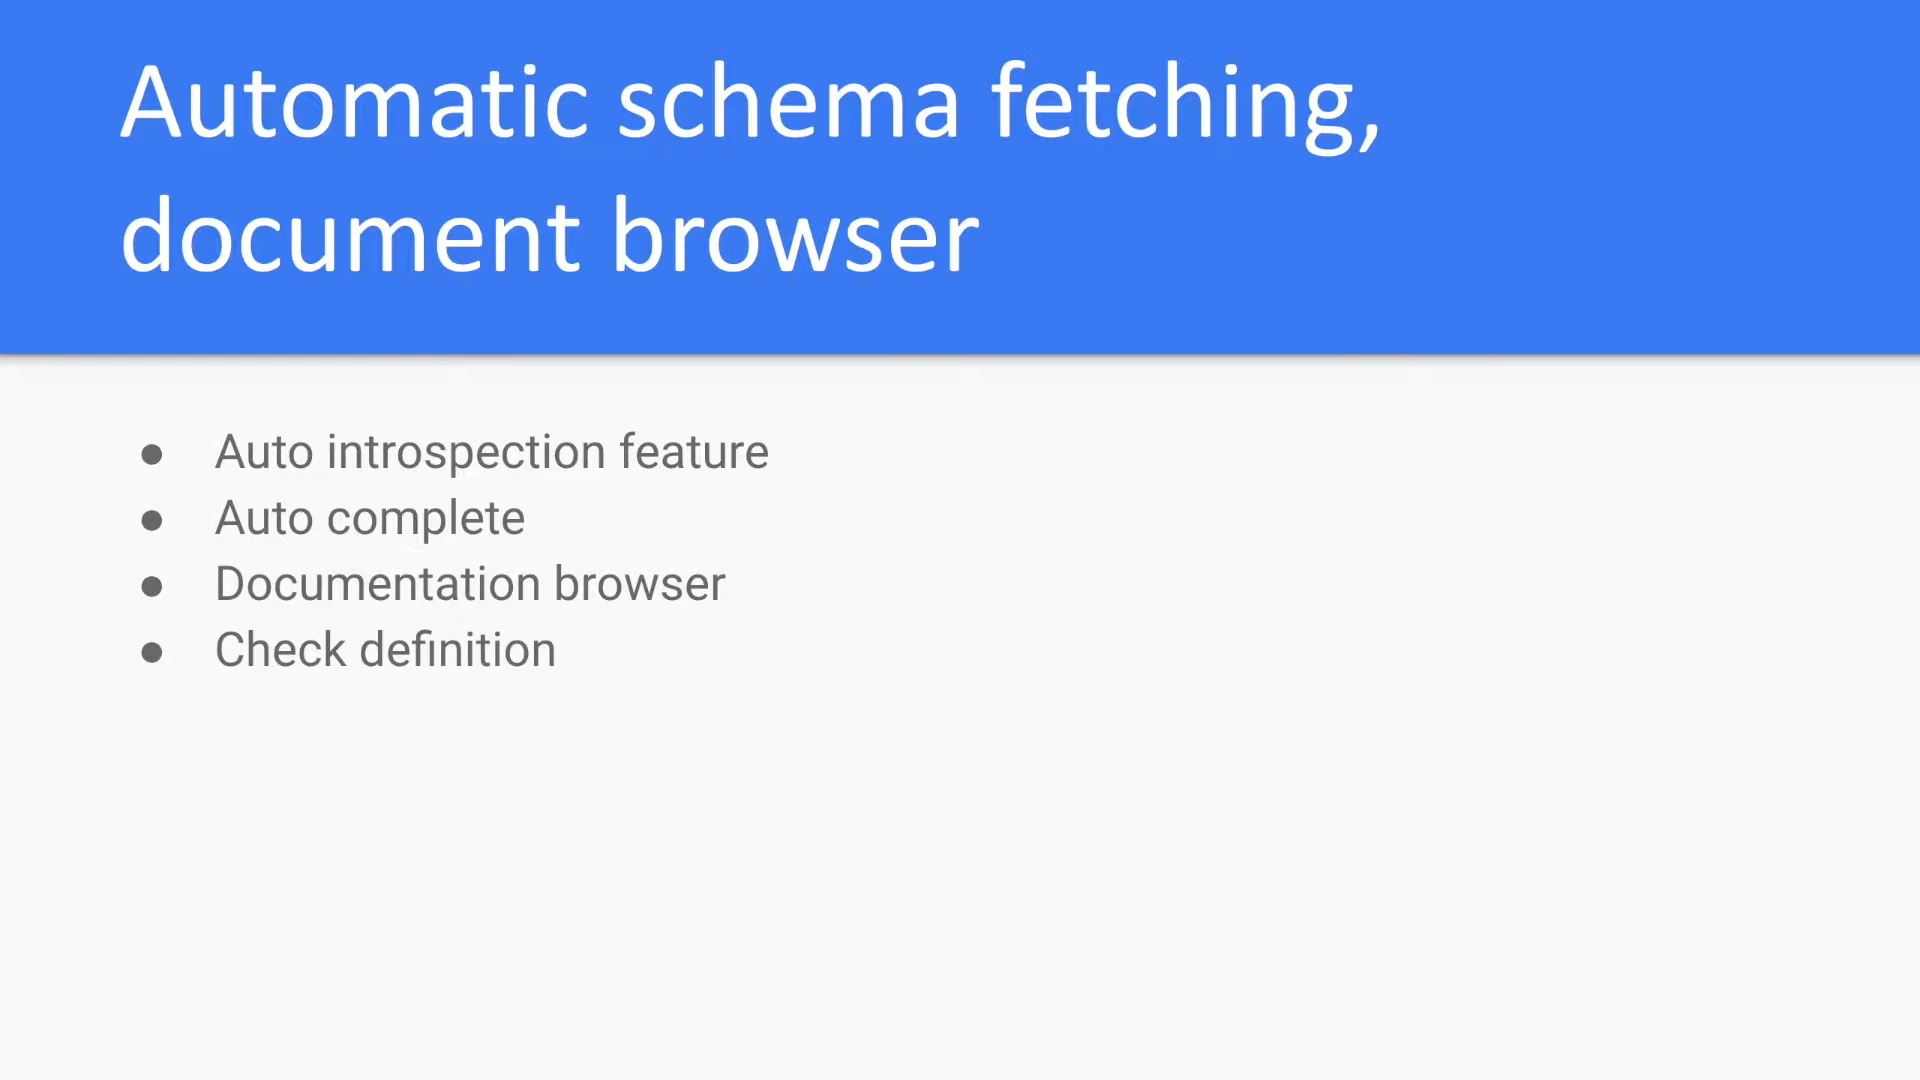 Automatic schema fetching,
document browser
● Auto introspection feature
● Auto complete
● Documentation browser
● Check definition